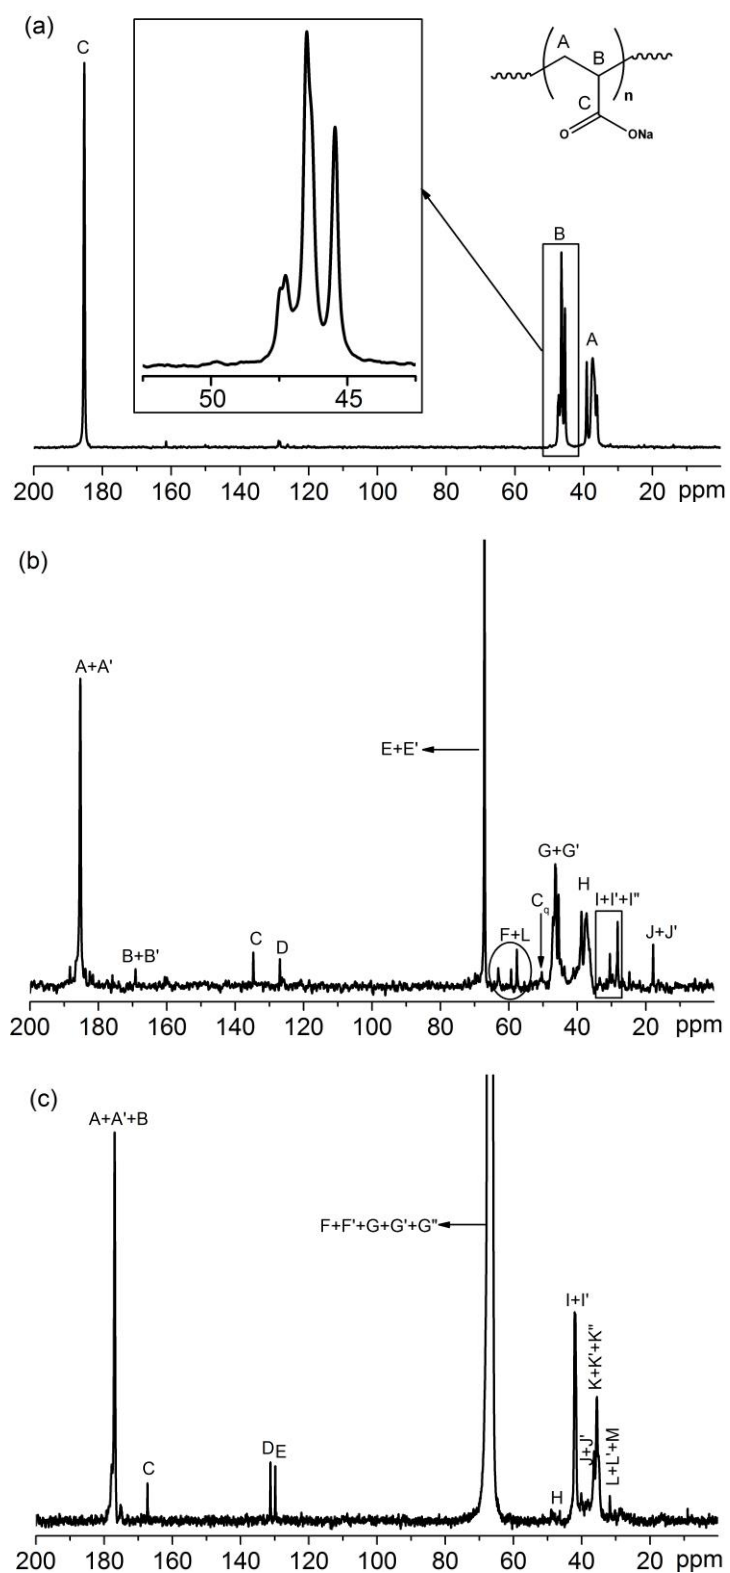 (a)
C
A
B
C
n
O
ONa
B
A
50 45
200 180 160 140 120 100 80 60 40 20 ppm
(b)
A+A'
E+E'
G+G'
H
C_q
I+I'+I"
F+L
J+J'
B+B'
C
D
200 180 160 140 120 100 80 60 40 20 ppm
(c)
A+A'+B
F+F'+G+G'+G"
I+I'
K+K'+K"
J+J'
L+L'+M
C
D
E
H
200 180 160 140 120 100 80 60 40 20 ppm